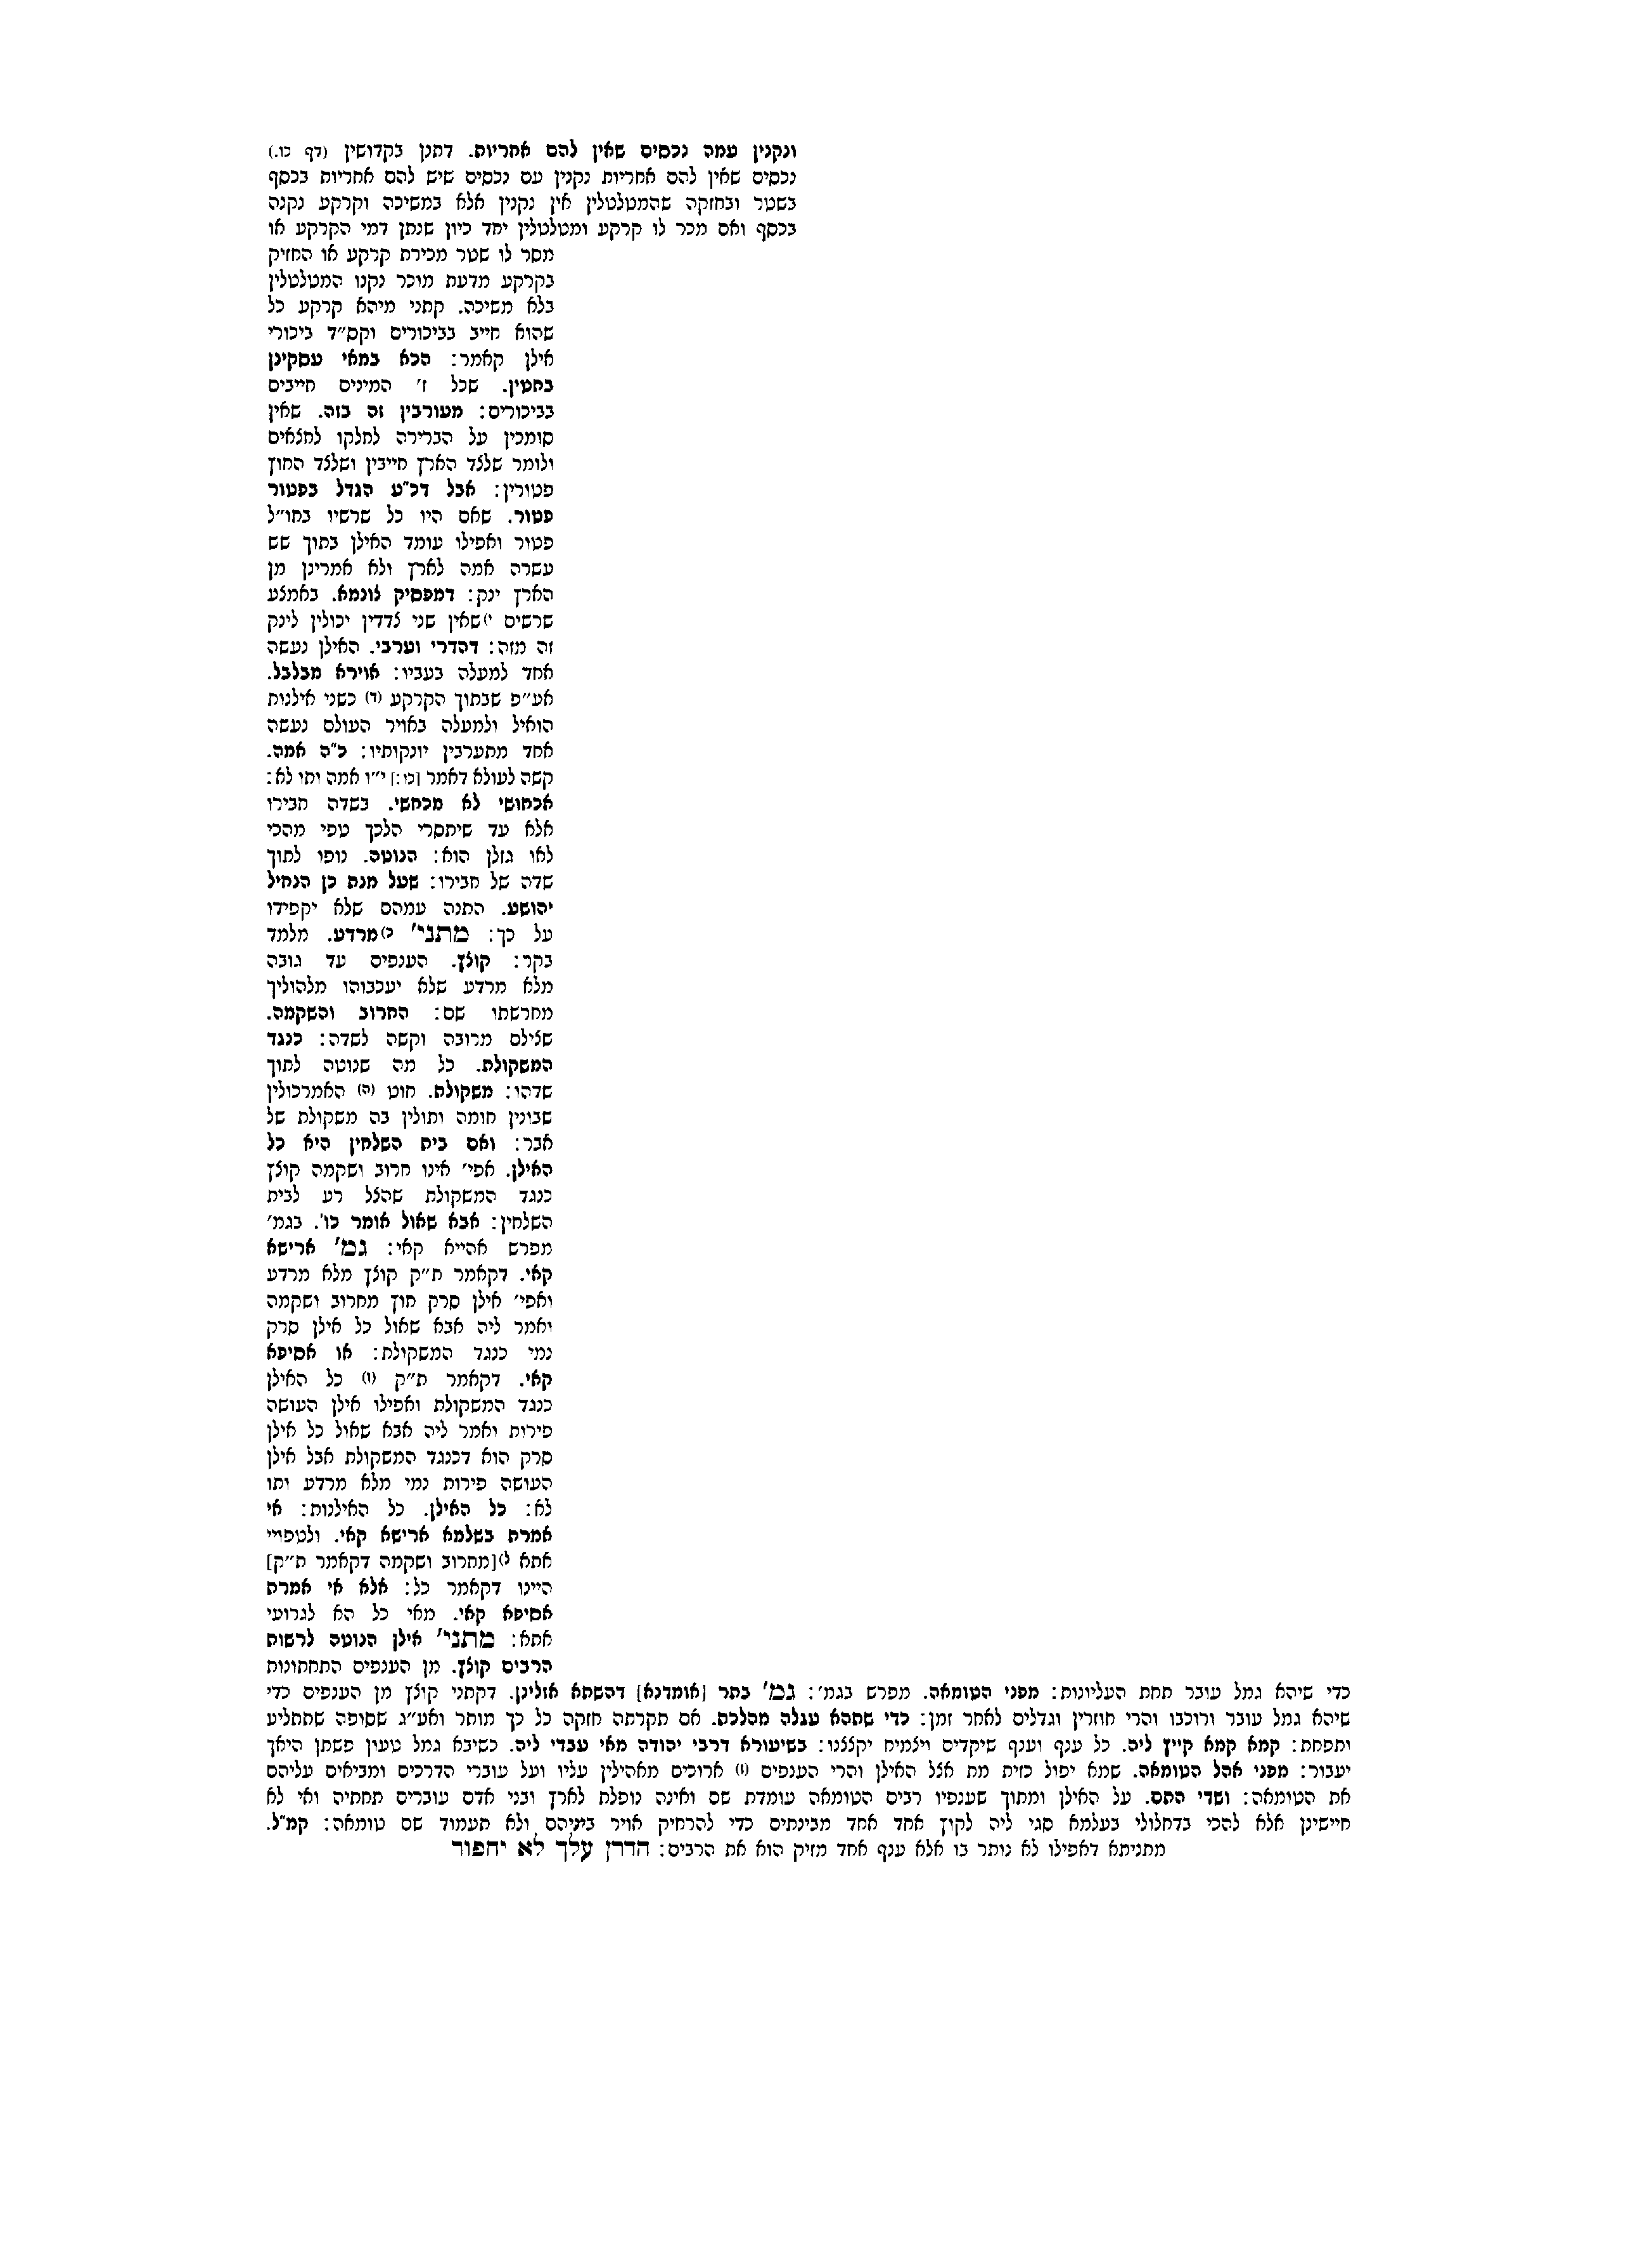 ונקנין עמה נכסים שאין להם אחריות. דתנן בקדושין (דף כו.)
נכסים שאין להם אחריות נקנין עם נכסים שיש להם אחריות בכסף
בשטר ובחזקה שהמטלטלין אין נקנין אלא במשיכה וקרקע נקנה
בכסף ואם מכר לו קרקע ומטלטלין יחד כיון שנתן דמי הקרקע או
מסר לו שטר מכירת קרקע או החזיק
בקרקע מדעת מוכר נקנו המטלטלין
בלא משיכה. קתני מיהא קרקע כל
שהוא חייב בביכורים וקס״ד ביכורי
אילן קאמר: הכא במאי עסקינן
בחטין. שכל ז׳ המינים חייבים
בביכורים: מעורבין זה בזה. שאין
סומכין על הברירה לחלקו לחצאים
ולומר שלצד הארץ חייבין ושלצד החוץ
פטורין: אבל דכ״ע הגדל בפטור
פטור. שאם היו כל שרשיו בחו״ל
פטור ואפילו עומד האילן בתוך שש
עשרה אמה לארץ ולא אמרינן מן
הארץ ינק: דמפסיק צונמא. באמצע
שרשים י)שאין שני צדדין יכולין לינק
זה מזה: דהדרי וערבי. האילן נעשה
אחד למעלה בעביו: אוירא מבלבל.
אע״פ שבתוך הקרקע (ד) כשני אילנות
הואיל ולמעלה באויר העולם נעשה
אחד מתערבין יונקותיו: כ״ה אמה.
קשה לעולא דאמר [כו:] י״ו אמה ותו לא:
אכחושי לא מכחשי. בשדה חבירו
אלא עד שיתסרי הלכך טפי מהכי
לאו גזלן הוא: הנוטה. נופו לתוך
שדה של חבירו: שעל מנת כן הנחיל
יהושע. התנה עמהם שלא יקפידו
על כך: מתני׳ כ)מרדע. מלמד
בקר: קוצץ. הענפים עד גובה
מלא מרדע שלא יעכבוהו מלהוליך
מחרשתו שם: החרוב והשקמה.
שצילם מרובה וקשה לשדה: כנגד
המשקולת. כל מה שנוטה לתוך
שדהו: משקולת. חוט (ה) האמרכולין
שבונין חומה ותולין בה משקולת של
אבר: ואם בית השלחין היא כל
האילן. אפי׳ אינו חרוב ושקמה קוצץ
כנגד המשקולת שהצל רע לבית
השלחין: אבא שאול אומר כו׳. בגמ׳
מפרש אהייא קאי: גמ׳ ארישא
קאי. דקאמר ת״ק קוצץ מלא מרדע
ואפי׳ אילן סרק חוץ מחרוב ושקמה
ואמר ליה אבא שאול כל אילן סרק
נמי כנגד המשקולת: או אסיפא
קאי. דקאמר ת״ק (ו) כל האילן
כנגד המשקולת ואפילו אילן העושה
פירות ואמר ליה אבא שאול כל אילן
סרק הוא דכנגד המשקולת אבל אילן
העושה פירות נמי מלא מרדע ותו
לא: כל האילן. כל האילנות: אי
אמרת בשלמא ארישא קאי. ולטפויי
אתא ל)[מחרוב ושקמה דקאמר ת״ק]
היינו דקאמר כל: אלא אי אמרת
אסיפא קאי. מאי כל הא לגרועי
אתא: מתני׳ אילן הנוטה לרשות
הרבים קוצץ. מן הענפים התחתונות
כדי שיהא גמל עובר תחת העליונות: מפני הטומאה. מפרש בגמ׳: גמ׳ בתר [אומדנא] דהשתא אזלינן. דקתני קוצץ מן הענפים כדי
שיהא גמל עובר ורוכבו והרי חוזרין וגדלים לאחר זמן: כדי שתהא עגלה מהלכת. אם תקרתה חזקה כל כך מותר ואע״ג שסופה שתתליע
ותפחת: קמא קמא קייץ ליה. כל ענף וענף שיקדים ויצמיח יקצצנו: בשיעורא דרבי יהודה מאי עבדי ליה. כשיבא גמל טעון פשתן היאך
יעבור: מפני אהל הטומאה. שמא יפול כזית מת אצל האילן והרי הענפים (ז) ארוכים מאהילין עליו ועל עוברי הדרכים ומביאים עליהם
את הטומאה: ושדי התם. על האילן ומתוך שענפיו רבים הטומאה עומדת שם ואינה נופלת לארץ ובני אדם עוברים תחתיה ואי לא
חיישינן אלא להכי בדחלולי בעלמא סגי ליה לקוץ אחד אחד מבינתים כדי להרחיק אויר ביניהם ולא תעמוד שם טומאה: קמ״ל.
מתניתא דאפילו לא נותר בו אלא ענף אחד מזיק הוא את הרבים: הדרן עלך לא יחפור